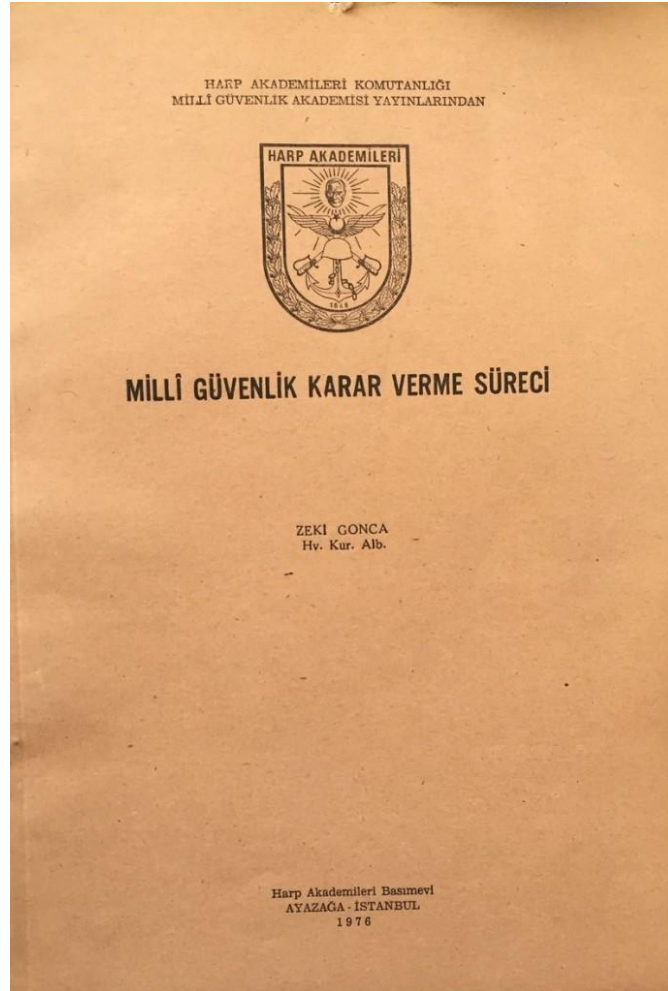 HARP AKADEMİLERİ KOMUTANLIĞI
MİLLÎ GÜVENLİK AKADEMİSİ YAYINLARINDAN
HARP AKADEMİLERİ
1848
MİLLÎ GÜVENLİK KARAR VERME SÜRECİ
ZEKİ GONCA
Hv. Kur. Alb.
Harp Akademileri Basımevi
AYAZAĞA - İSTANBUL
1976